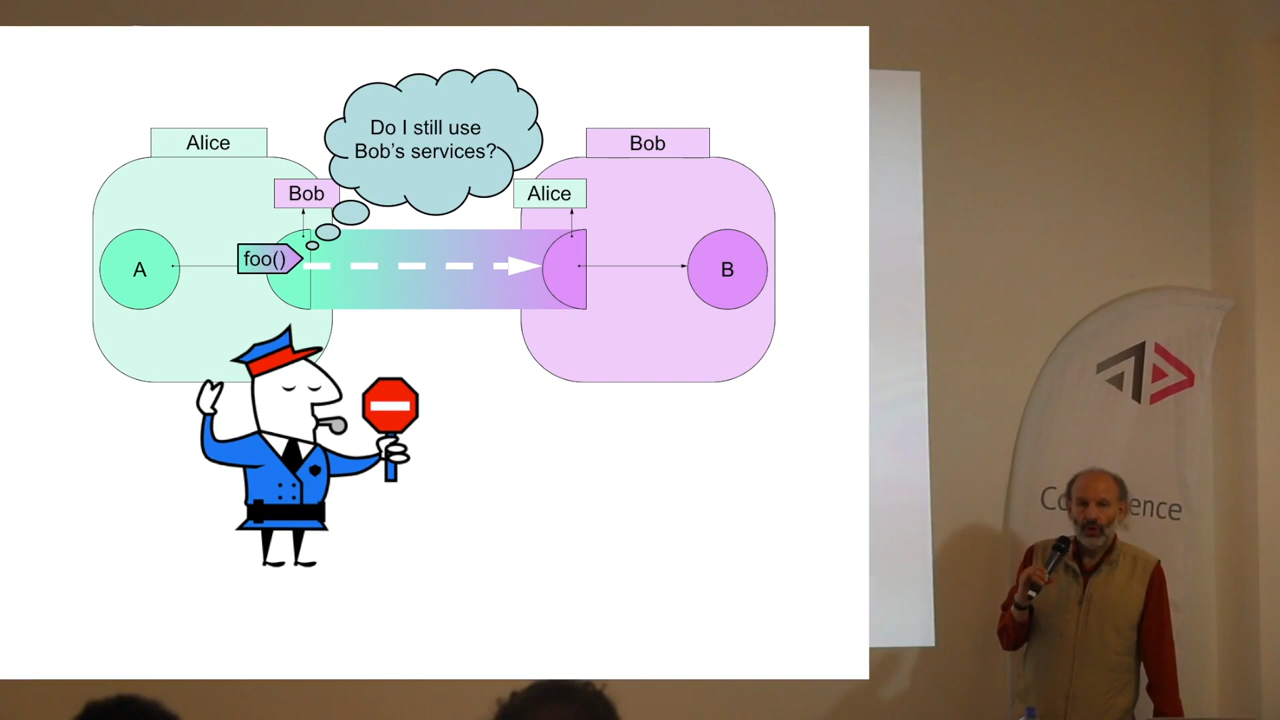 Do I still use
Bob's services?
Alice
Bob
Bob
Alice
foo()
A
B